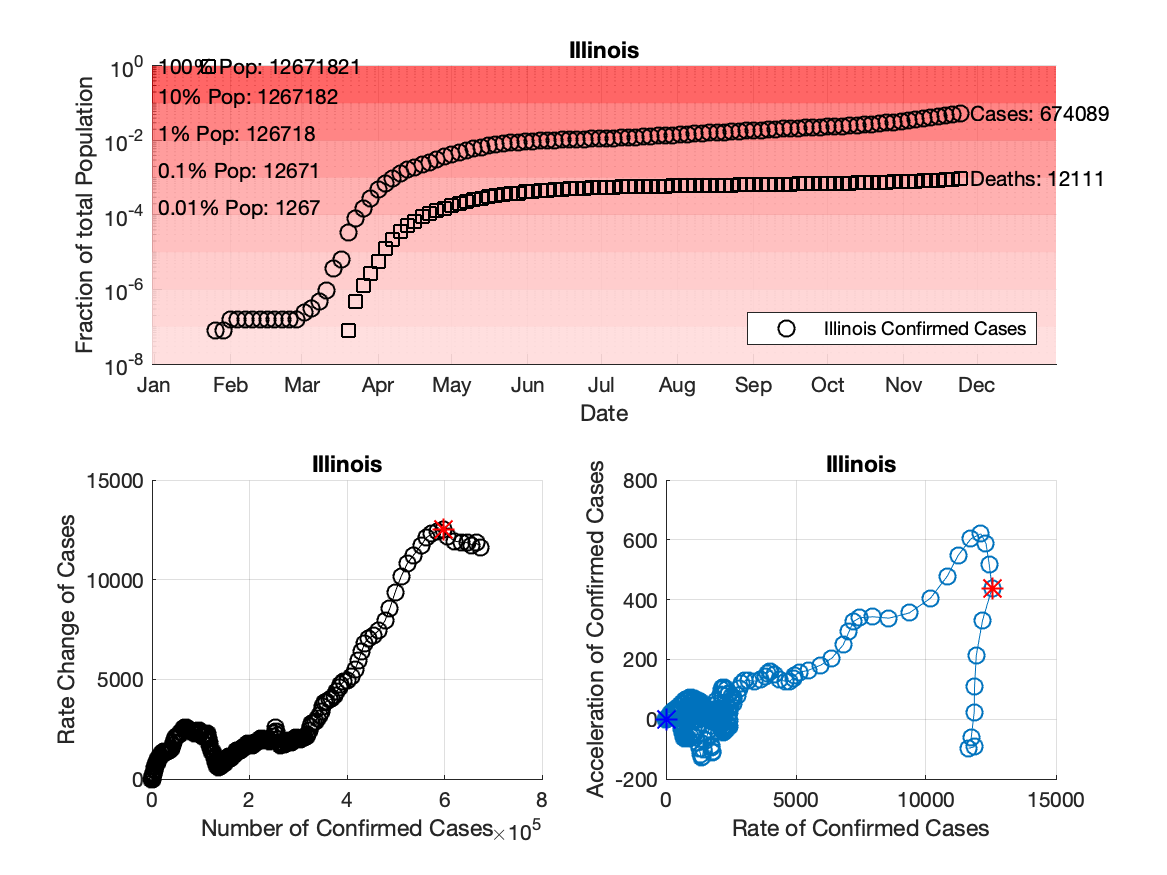 Illinois
Fraction of total Population
10^0
10^-2
10^-4
10^-6
10^-8
100% Pop: 12671821
10% Pop: 1267182
1% Pop: 126718
0.1% Pop: 12671
0.01% Pop: 1267
Cases: 674089
Deaths: 12111
Illinois Confirmed Cases
Jan Feb Mar Apr May Jun Jul Aug Sep Oct Nov Dec
Date
Illinois
Rate Change of Cases
15000
10000
5000
0
0 2 4 6 8
Number of Confirmed Cases ×10^5
Illinois
Acceleration of Confirmed Cases
800
600
400
200
0
-200
0 5000 10000 15000
Rate of Confirmed Cases